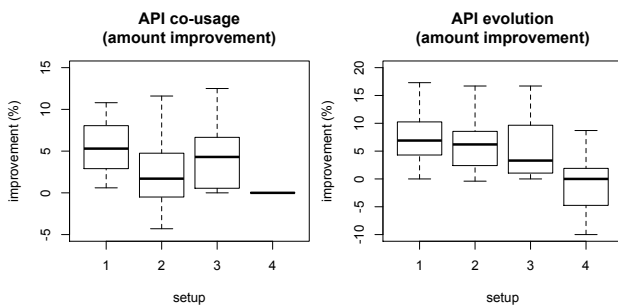 API co-usage
(amount improvement)
improvement (%)
15
10
5
0
-5
1 2 3 4
setup
API evolution
(amount improvement)
improvement (%)
20
15
10
5
0
-5
-10
1 2 3 4
setup